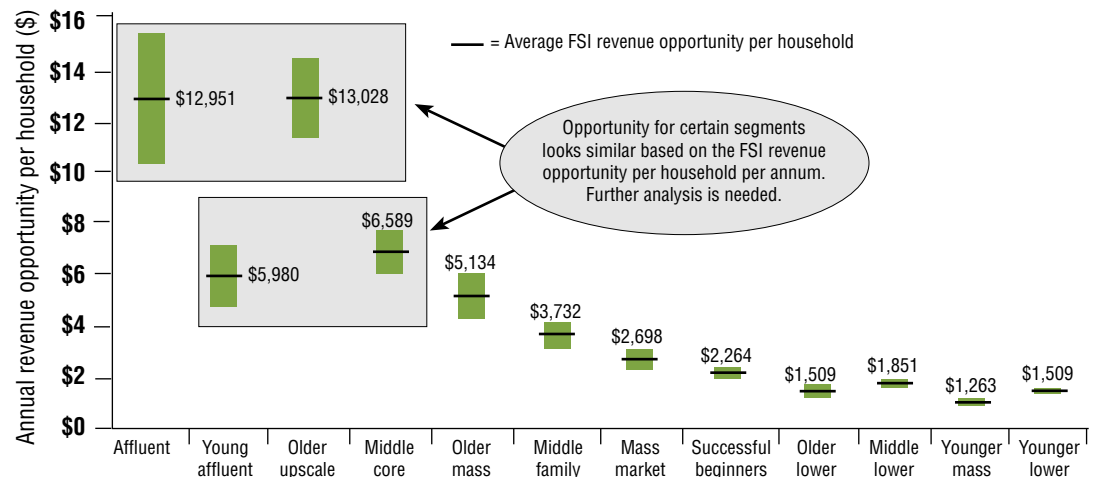 Annual revenue opportunity per household ($)
$16
$14
$12
$10
$8
$6
$4
$2
$0
= Average FSI revenue opportunity per household
$12,951
$13,028
Opportunity for certain segments
looks similar based on the FSI revenue
opportunity per household per annum.
Further analysis is needed.
$5,980
$6,589
$5,134
$3,732
$2,698
$2,264
$1,509
$1,851
$1,263
$1,509
Affluent
Young
affluent
Older
upscale
Middle
core
Older
mass
Middle
family
Mass
market
Successful
beginners
Older
lower
Middle
lower
Younger
mass
Younger
lower